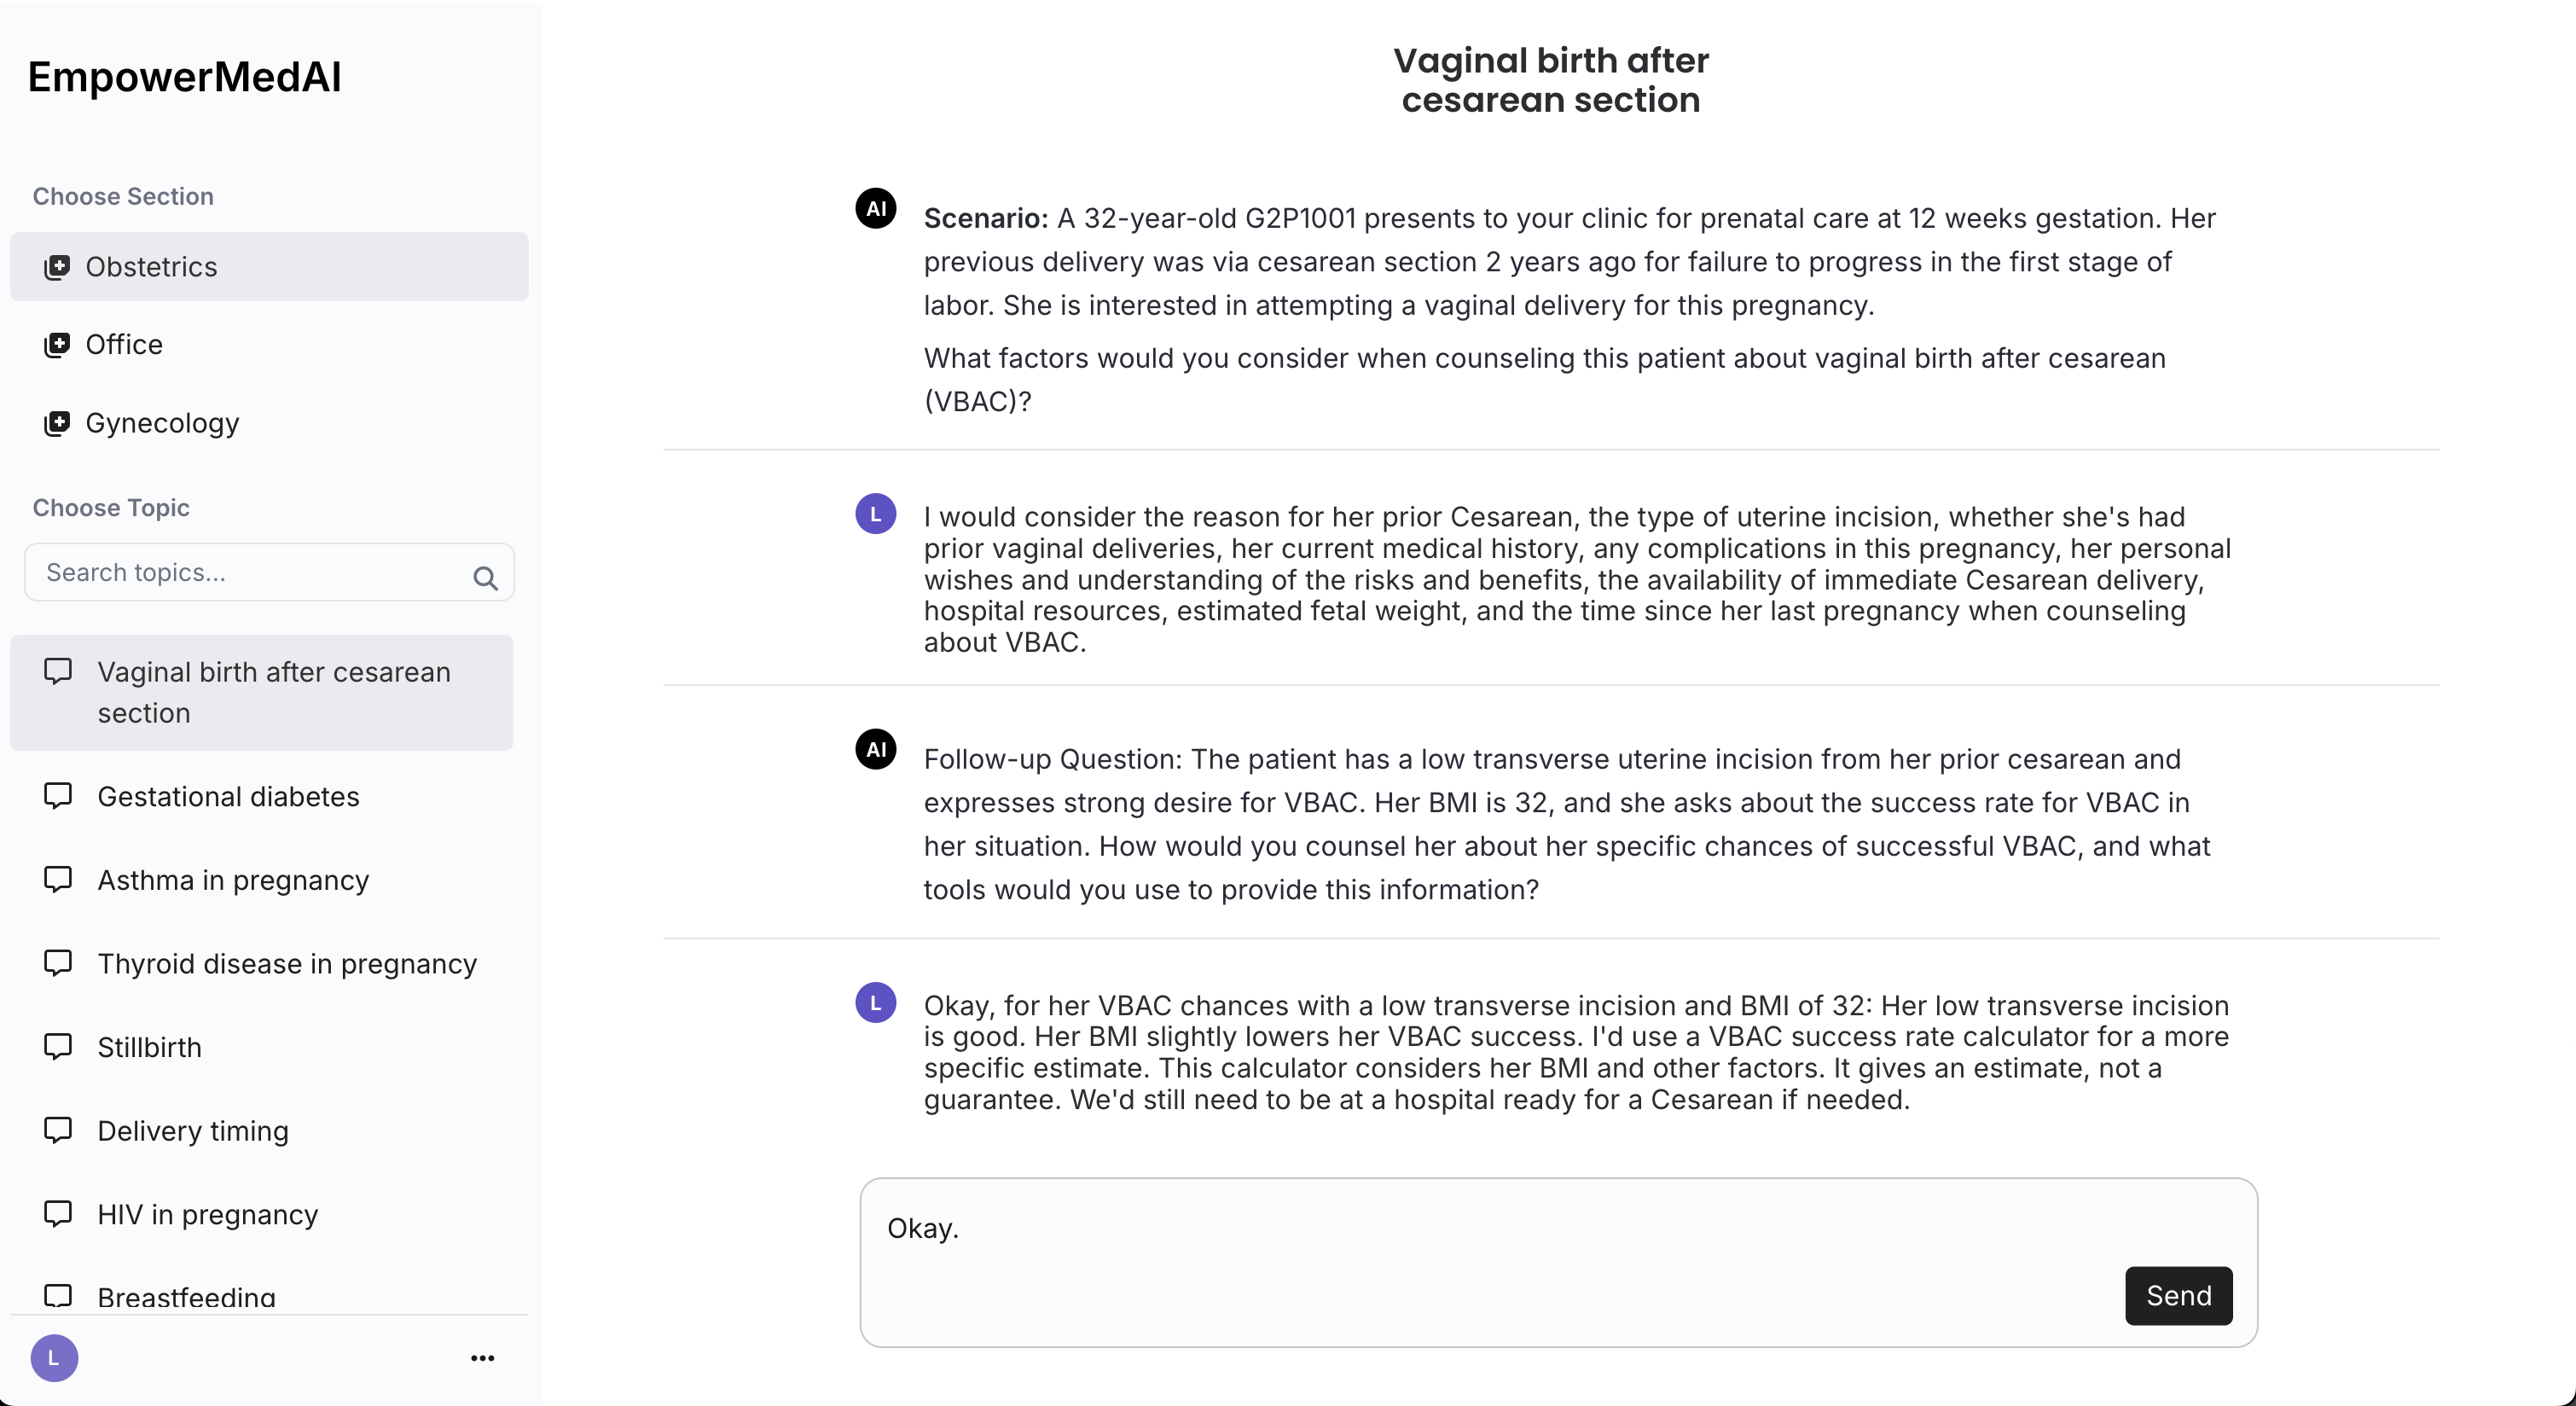 EmpowerMedAI
Choose Section
Obstetrics
Office
Gynecology
Choose Topic
Search topics...
Vaginal birth after cesarean
section
Gestational diabetes
Asthma in pregnancy
Thyroid disease in pregnancy
Stillbirth
Delivery timing
HIV in pregnancy
Breastfeeding
L
Vaginal birth after
cesarean section
AI
Scenario: A 32-year-old G2P1001 presents to your clinic for prenatal care at 12 weeks gestation. Her
previous delivery was via cesarean section 2 years ago for failure to progress in the first stage of
labor. She is interested in attempting a vaginal delivery for this pregnancy.
What factors would you consider when counseling this patient about vaginal birth after cesarean
(VBAC)?
L
I would consider the reason for her prior Cesarean, the type of uterine incision, whether she's had
prior vaginal deliveries, her current medical history, any complications in this pregnancy, her personal
wishes and understanding of the risks and benefits, the availability of immediate Cesarean delivery,
hospital resources, estimated fetal weight, and the time since her last pregnancy when counseling
about VBAC.
AI
Follow-up Question: The patient has a low transverse uterine incision from her prior cesarean and
expresses strong desire for VBAC. Her BMI is 32, and she asks about the success rate for VBAC in
her situation. How would you counsel her about her specific chances of successful VBAC, and what
tools would you use to provide this information?
L
Okay, for her VBAC chances with a low transverse incision and BMI of 32: Her low transverse incision
is good. Her BMI slightly lowers her VBAC success. I'd use a VBAC success rate calculator for a more
specific estimate. This calculator considers her BMI and other factors. It gives an estimate, not a
guarantee. We'd still need to be at a hospital ready for a Cesarean if needed.
Okay.
Send